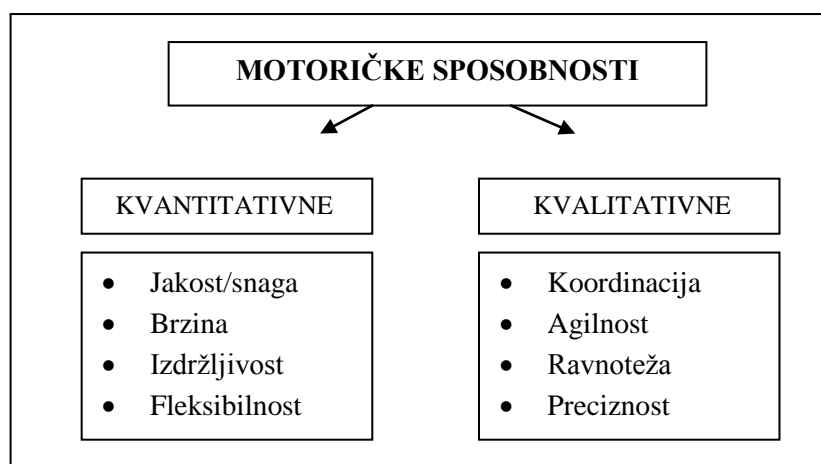 MOTORIČKE SPOSOBNOSTI
KVANTITATIVNE
• Jakost/snaga
• Brzina
• Izdržljivost
• Fleksibilnost
KVALITATIVNE
• Koordinacija
• Agilnost
• Ravnoteža
• Preciznost